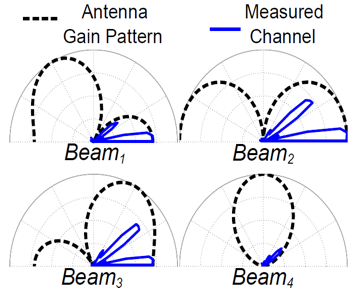 Antenna
Gain Pattern
Measured
Channel
Beam₁
Beam₂
Beam₃
Beam₄